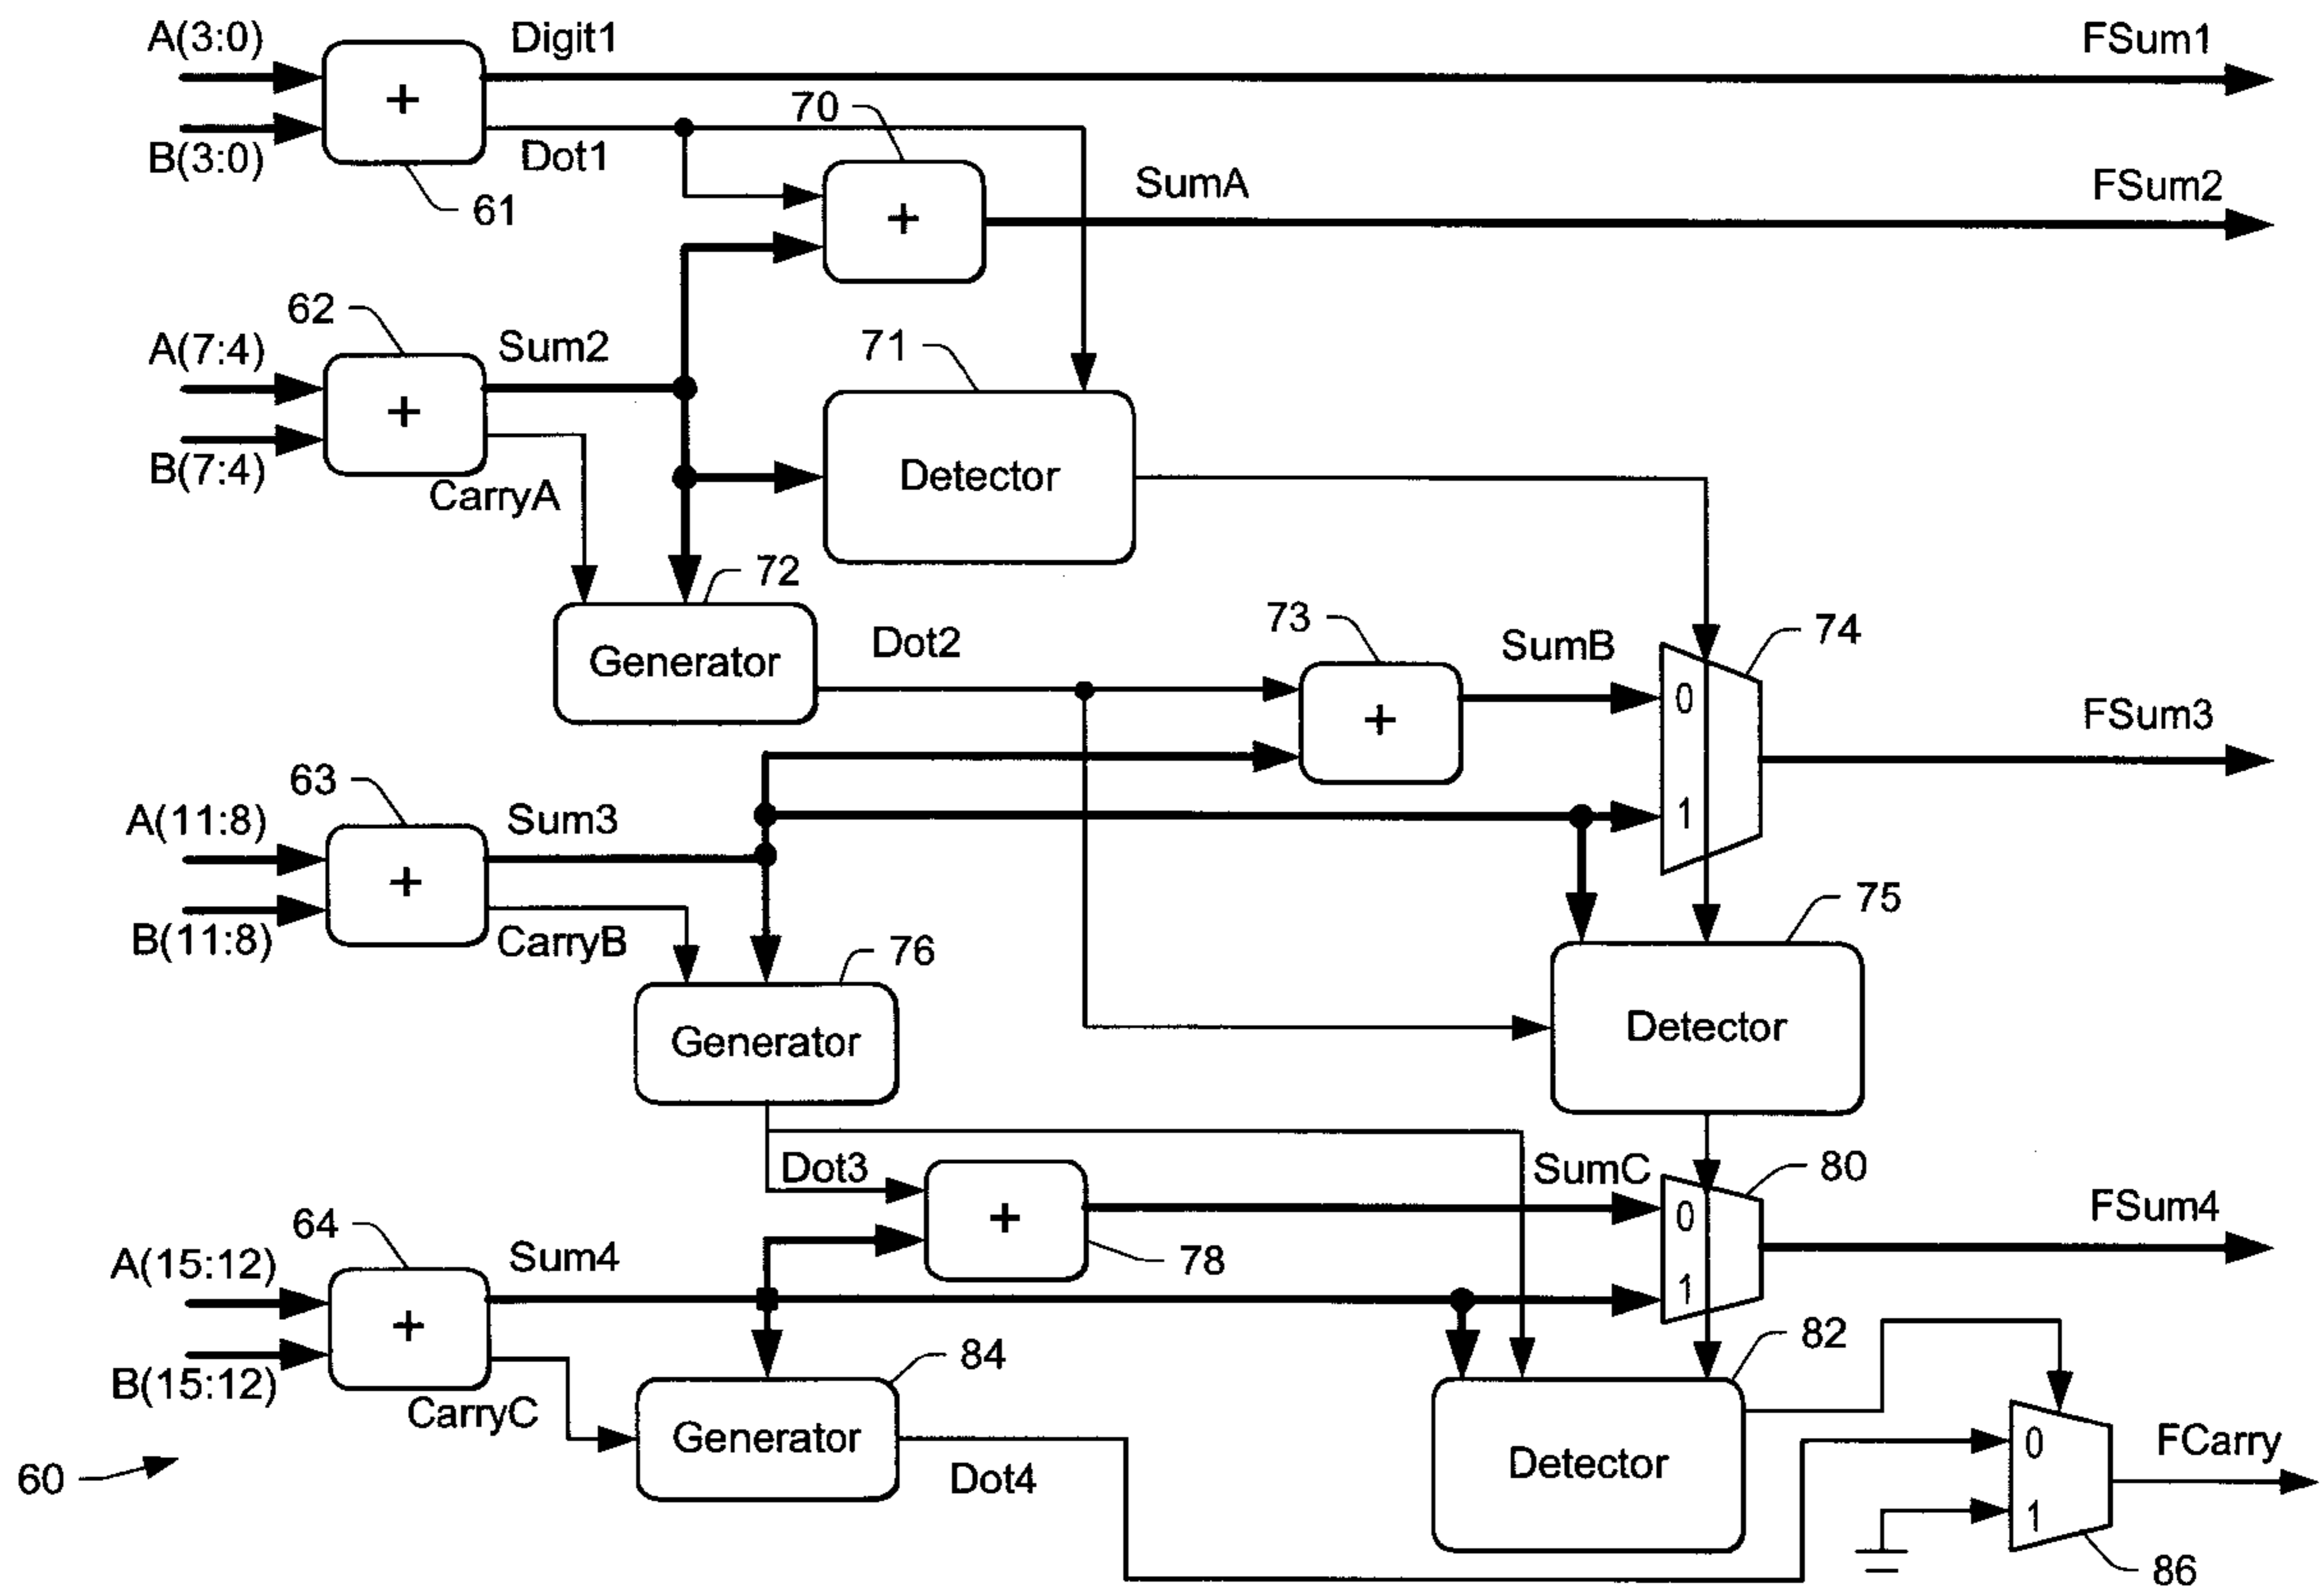 A(3:0)
Digit1
FSum1
+
B(3:0)
Dot1
61
70
+
SumA
FSum2
62
A(7:4)
Sum2
+
B(7:4)
CarryA
71
Detector
72
Generator
Dot2
73
+
SumB
74
0
1
FSum3
63
A(11:8)
Sum3
+
B(11:8)
CarryB
76
Generator
75
Detector
Dot3
+
78
SumC
80
0
1
FSum4
64
A(15:12)
Sum4
+
B(15:12)
CarryC
84
Generator
Dot4
82
Detector
0
1
FCarry
86
60